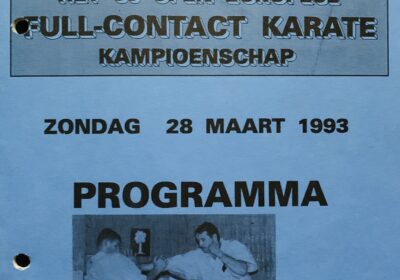 FULL-CONTACT KARATE
KAMPIOENSCHAP
ZONDAG 28 MAART 1993
PROGRAMMA